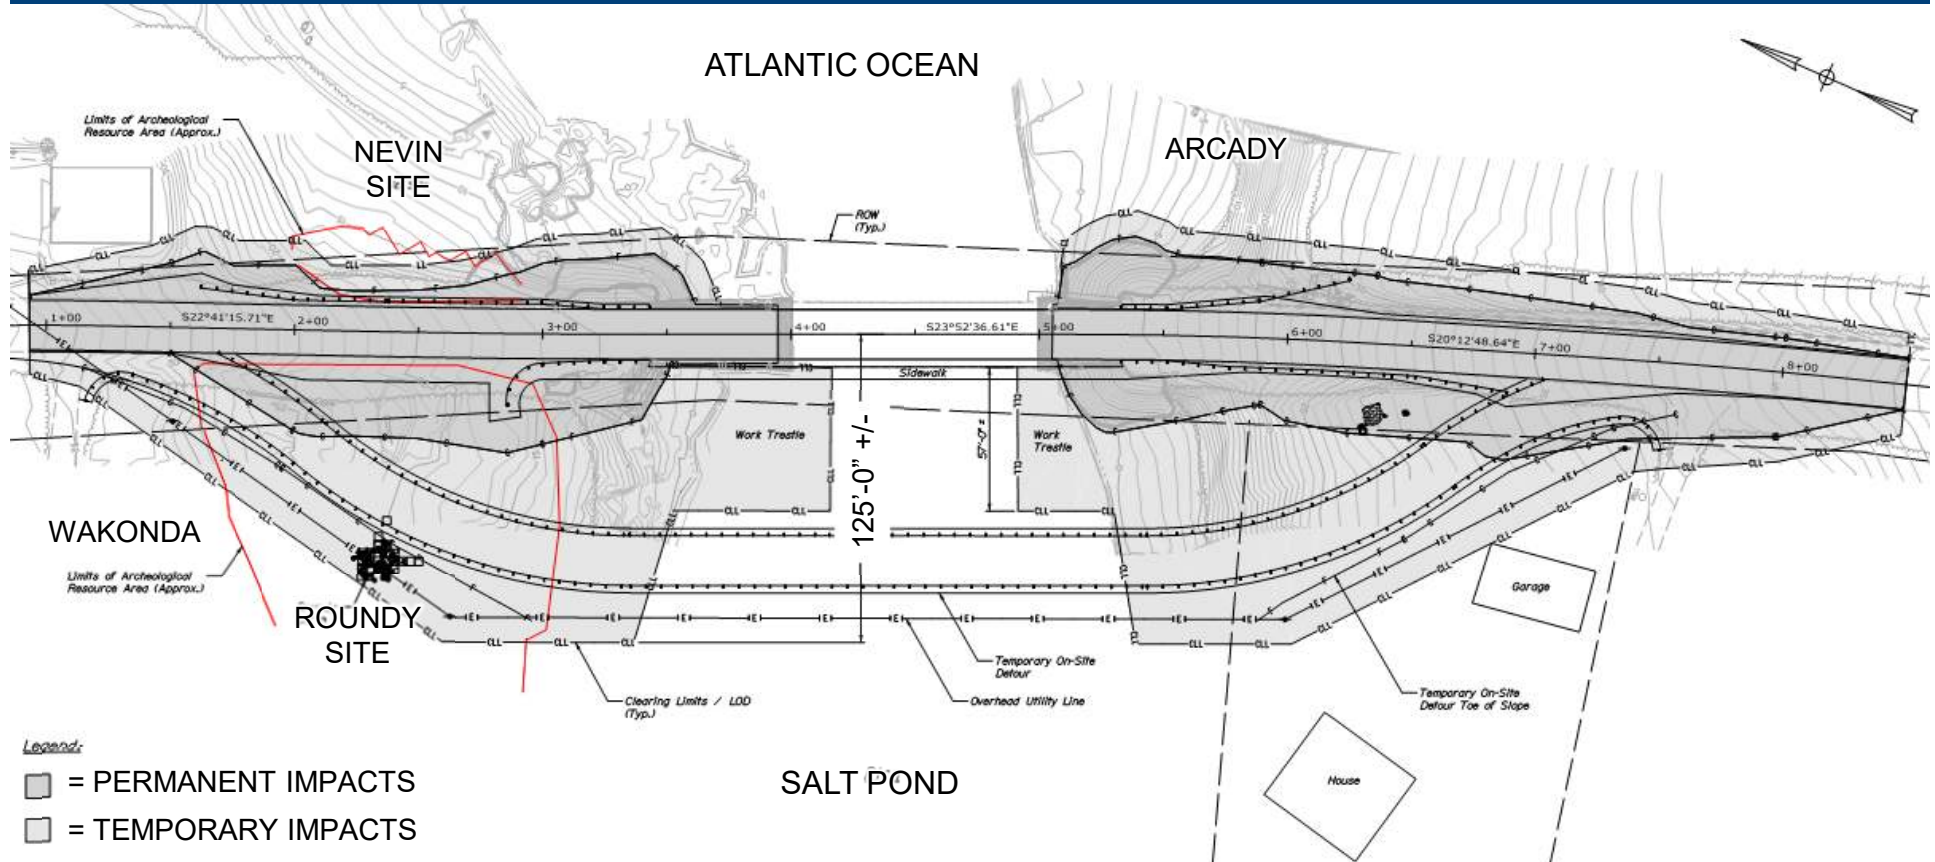 ATLANTIC OCEAN
Limits of Archeological
Resource Area (Approx.)
NEVIN
SITE
ARCADY
ROW
(Typ.)
1+00
S22°41'15.71"E
2+00
3+00
4+00
S23°52'36.61"E
5+00
6+00
S20°12'48.64"E
7+00
8+00
Sidewalk
Work Trestle
57'-0"±
Work
Trestle
125'-0" +/-
WAKONDA
Limits of Archeological
Resource Area (Approx.)
ROUNDY
SITE
Garage
Temporary On-Site
Detour
Clearing Limits / LOD
(Typ.)
Overhead Utility Line
Temporary On-Site
Detour Toe of Slope
Legend:
= PERMANENT IMPACTS
= TEMPORARY IMPACTS
SALT POND
House